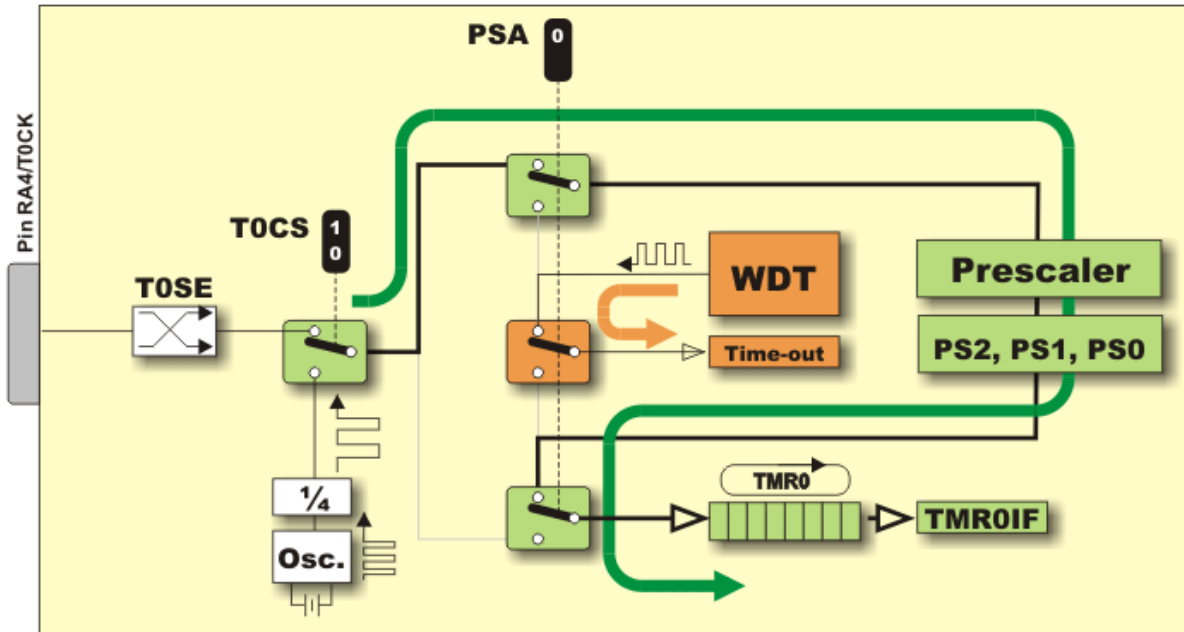 PSA
0
Pin RA4/T0CK
T0CS
1
0
T0SE
WDT
Prescaler
Time-out
PS2, PS1, PS0
¼
TMR0
Osc.
TMR0IF